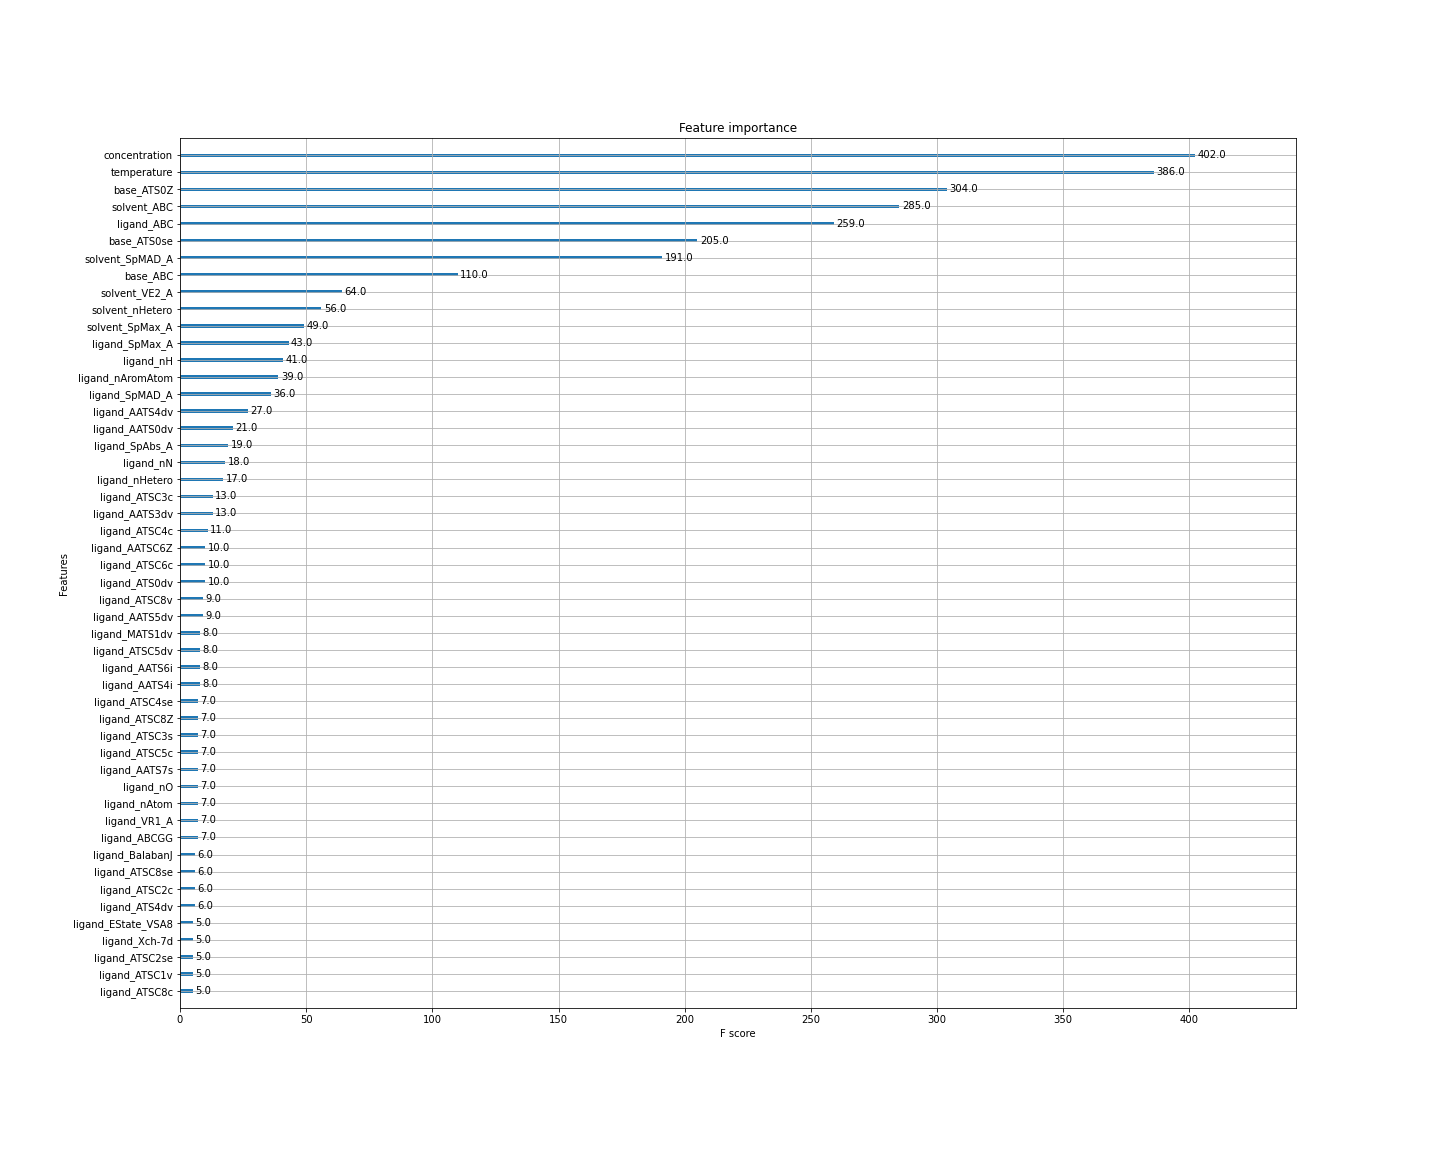 Feature importance
Features
concentration 402.0
temperature 386.0
base_ATS0Z 304.0
solvent_ABC 285.0
ligand_ABC 259.0
base_ATS0se 205.0
solvent_SpMAD_A 191.0
base_ABC 110.0
solvent_VE2_A 64.0
solvent_nHetero 56.0
solvent_SpMax_A 49.0
ligand_SpMax_A 43.0
ligand_nH 41.0
ligand_nAromAtom 39.0
ligand_SpMAD_A 36.0
ligand_AATS4dv 27.0
ligand_AATS0dv 21.0
ligand_SpAbs_A 19.0
ligand_nN 18.0
ligand_nHetero 17.0
ligand_ATSC3c 13.0
ligand_AATS3dv 13.0
ligand_ATSC4c 11.0
ligand_AATSC6Z 10.0
ligand_ATSC6c 10.0
ligand_ATS0dv 10.0
ligand_ATSC8v 9.0
ligand_AATS5dv 9.0
ligand_MATS1dv 8.0
ligand_ATSC5dv 8.0
ligand_AATS6i 8.0
ligand_AATS4i 8.0
ligand_ATSC4se 7.0
ligand_ATSC8Z 7.0
ligand_ATSC3s 7.0
ligand_ATSC5c 7.0
ligand_AATS7s 7.0
ligand_nO 7.0
ligand_nAtom 7.0
ligand_VR1_A 7.0
ligand_ABCGG 7.0
ligand_BalabanJ 6.0
ligand_ATSC8se 6.0
ligand_ATSC2c 6.0
ligand_ATS4dv 6.0
ligand_EState_VSA8 5.0
ligand_Xch-7d 5.0
ligand_ATSC2se 5.0
ligand_ATSC1v 5.0
ligand_ATSC8c 5.0
0 50 100 150 200 250 300 350 400
F score